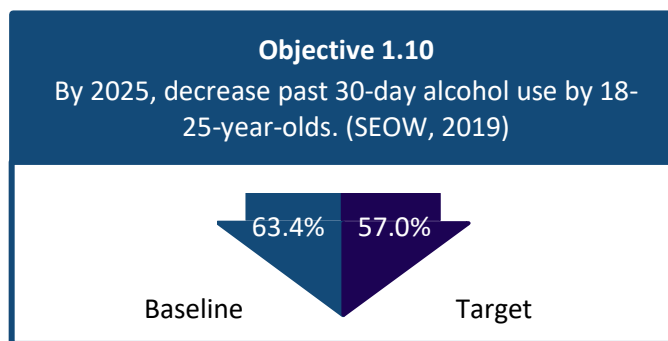 Objective 1.10
By 2025, decrease past 30-day alcohol use by 18-
25-year-olds. (SEOW, 2019)
63.4% 57.0%
Baseline Target